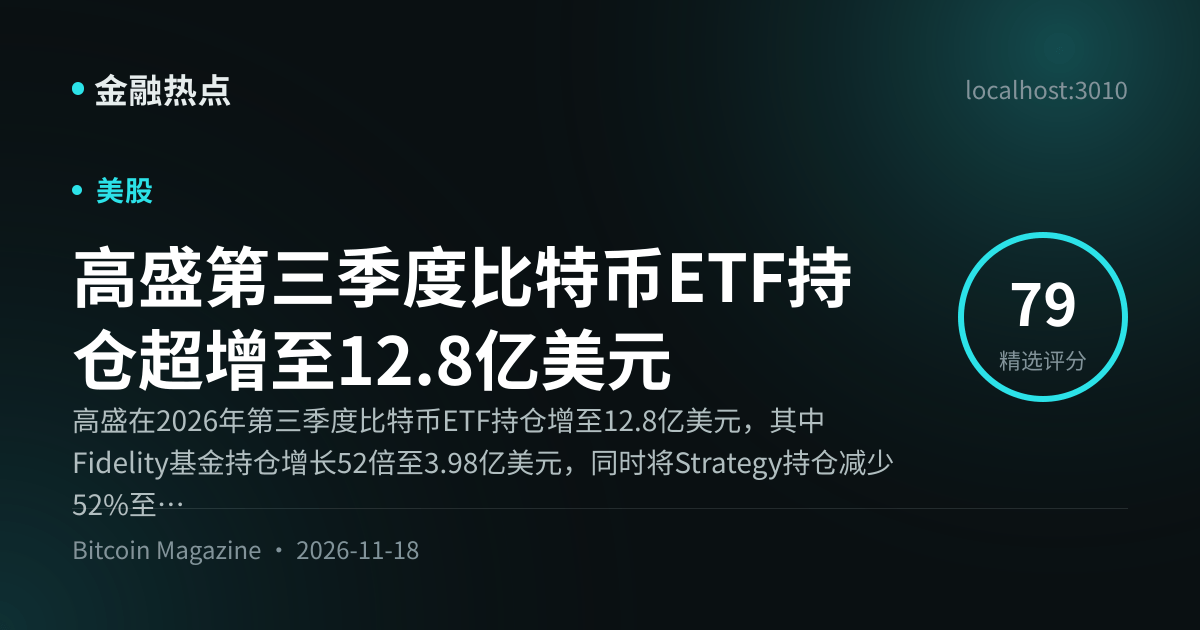 金融热点
localhost:3010
美股
高盛第三季度比特币ETF持
仓超增至12.8亿美元
79
精选评分
高盛在2026年第三季度比特币ETF持仓增至12.8亿美元，其中
Fidelity基金持仓增长52倍至3.98亿美元，同时将Strategy持仓减少
52%至…
Bitcoin Magazine · 2026-11-18